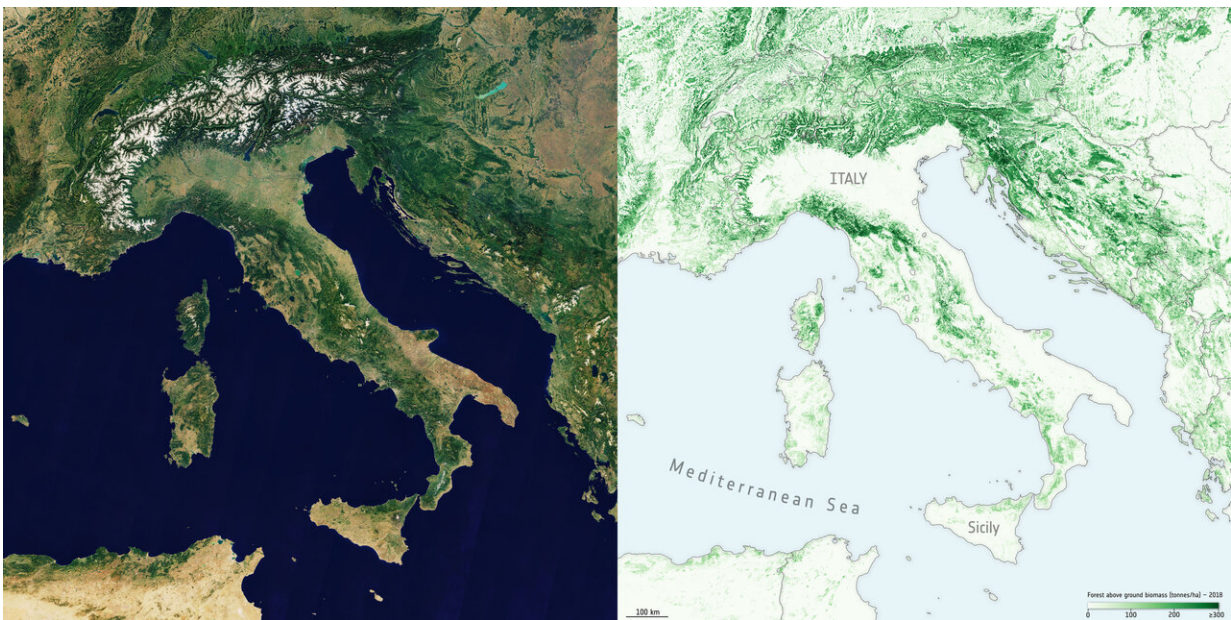 ITALY
Mediterranean Sea
Sicily
Forest above ground biomass (tonnes/ha) – 2018
0 100 200 ≥300
100 km